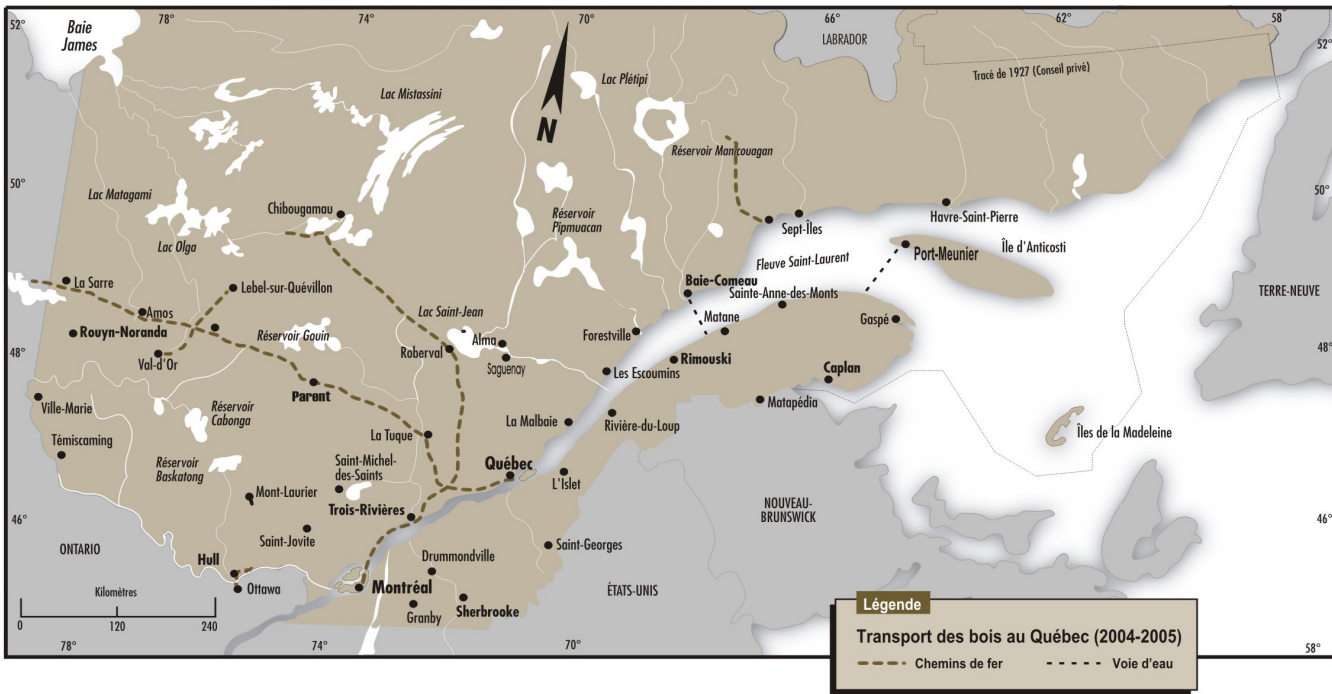 52°
78°
74°
70°
66°
62°
58°
52°
Baie
James
LABRADOR
Tracé de 1927 (Conseil privé)
Lac Mistassini
Lac Plétipi
N
Réservoir Manicouagan
50°
50°
Lac Matagami
Chibougamau
Réservoir
Pipmuacan
Sept-Îles
Havre-Saint-Pierre
Lac Olga
Île d'Anticosti
Port-Meunier
Fleuve Saint-Laurent
La Sarre
Lebel-sur-Quévillon
Baie-Comeau
Sainte-Anne-des-Monts
TERRE-NEUVE
Amos
Lac Saint-Jean
Rouyn-Noranda
Réservoir Gouin
Alma
Forestville
Matane
Gaspé
48°
48°
Val-d'Or
Roberval
Saguenay
Rimouski
Les Escoumins
Caplan
Parent
Ville-Marie
Réservoir
Cabonga
Matapédia
La Malbaie
Rivière-du-Loup
Îles de la Madeleine
La Tuque
Témiscaming
Réservoir
Baskatong
Saint-Michel-
des-Saints
Québec
L'Islet
Mont-Laurier
NOUVEAU-
BRUNSWICK
Trois-Rivières
46°
46°
Saint-Jovite
ONTARIO
Saint-Georges
Drummondville
Hull
Ottawa
Montréal
ÉTATS-UNIS
Kilomètres
Granby
Sherbrooke
0
120
240
78°
74°
70°
58°
Légende
Transport des bois au Québec (2004-2005)
Chemins de fer
Voie d'eau